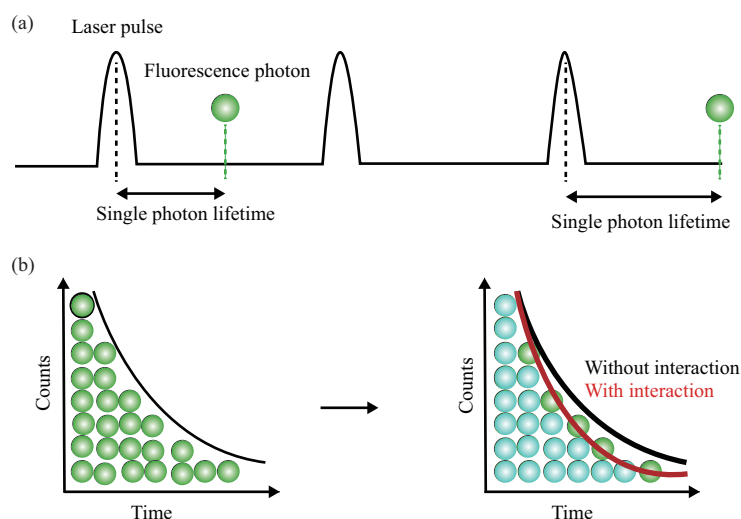 (a)
Laser pulse
Fluorescence photon
Single photon lifetime
Single photon lifetime
(b)
Counts
Time
Counts
Without interaction
With interaction
Time